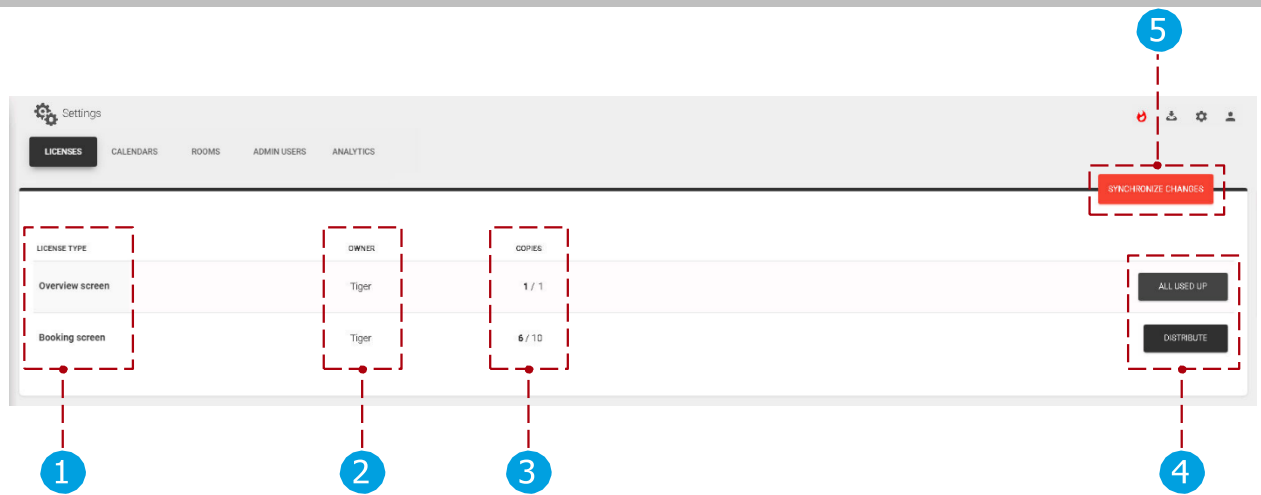 5
Settings
LICENSES CALENDARS ROOMS ADMIN USERS ANALYTICS
SYNCHRONIZE CHANGES
LICENSE TYPE OWNER COPIES
Overview screen Tiger 1 / 1 ALL USED UP
Booking screen Tiger 6 / 10 DISTRIBUTE
1 2 3 4